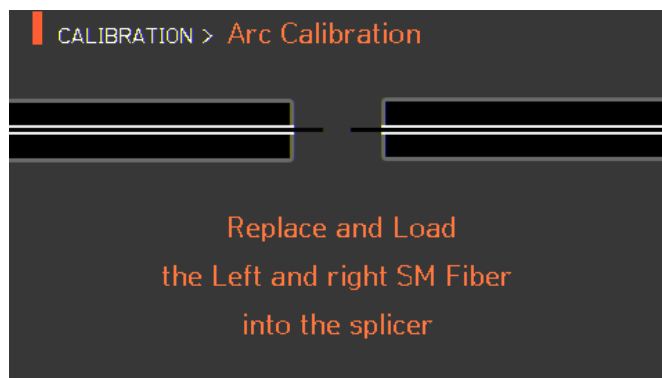 CALIBRATION > Arc Calibration
Replace and Load
the Left and right SM Fiber
into the splicer